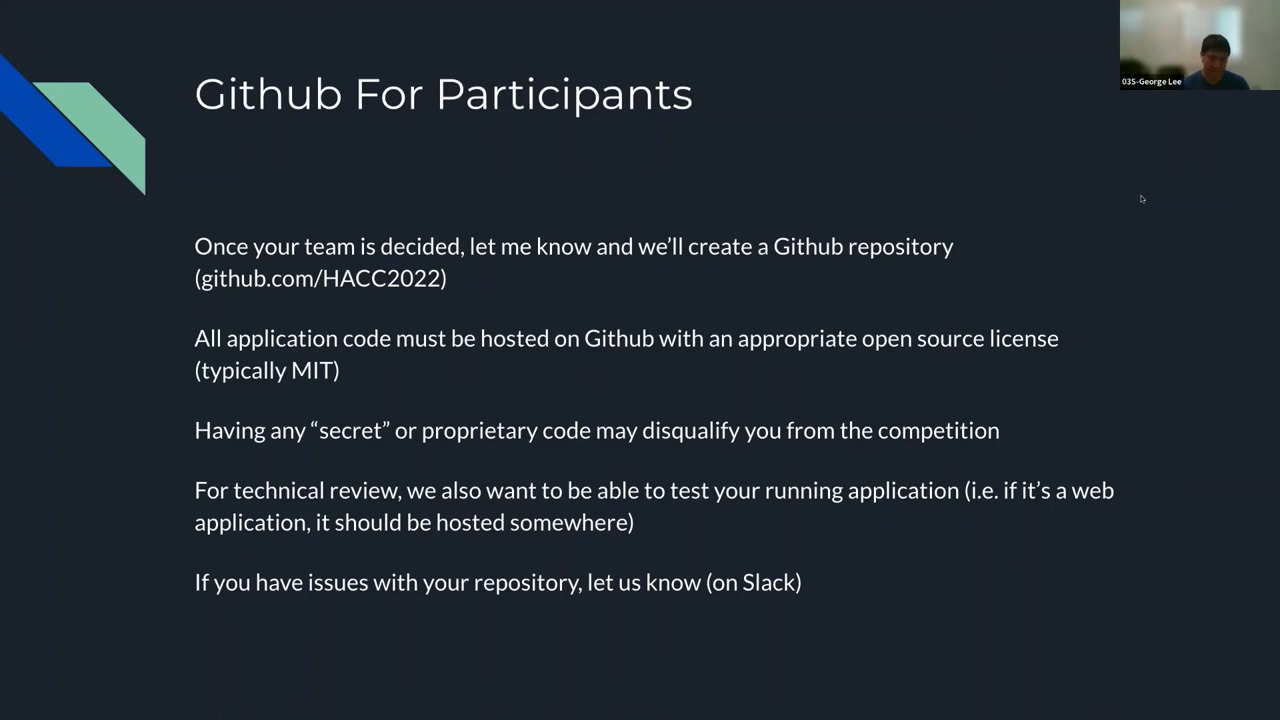 Github For Participants
03S-George Lee
Once your team is decided, let me know and we’ll create a Github repository
(github.com/HACC2022)
All application code must be hosted on Github with an appropriate open source license
(typically MIT)
Having any “secret” or proprietary code may disqualify you from the competition
For technical review, we also want to be able to test your running application (i.e. if it’s a web
application, it should be hosted somewhere)
If you have issues with your repository, let us know (on Slack)